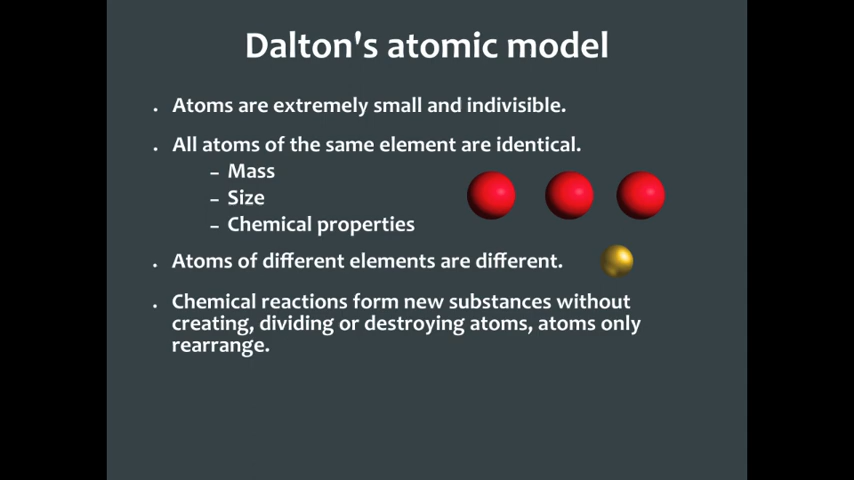 Dalton's atomic model
. Atoms are extremely small and indivisible.
. All atoms of the same element are identical.
– Mass
– Size
– Chemical properties
. Atoms of different elements are different.
. Chemical reactions form new substances without
creating, dividing or destroying atoms, atoms only
rearrange.